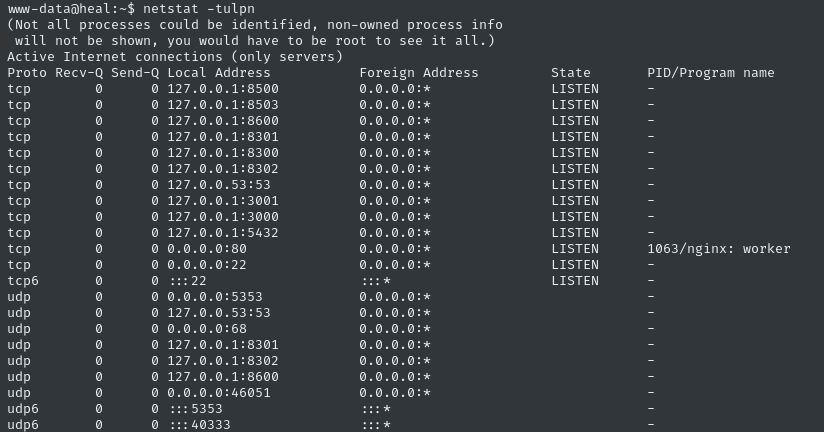 www-data@heal:~$ netstat -tulpn
(Not all processes could be identified, non-owned process info
 will not be shown, you would have to be root to see it all.)
Active Internet connections (only servers)
Proto Recv-Q Send-Q Local Address           Foreign Address         State       PID/Program name
tcp        0      0 127.0.0.1:8500          0.0.0.0:*               LISTEN      -
tcp        0      0 127.0.0.1:8503          0.0.0.0:*               LISTEN      -
tcp        0      0 127.0.0.1:8600          0.0.0.0:*               LISTEN      -
tcp        0      0 127.0.0.1:8301          0.0.0.0:*               LISTEN      -
tcp        0      0 127.0.0.1:8300          0.0.0.0:*               LISTEN      -
tcp        0      0 127.0.0.1:8302          0.0.0.0:*               LISTEN      -
tcp        0      0 127.0.0.53:53           0.0.0.0:*               LISTEN      -
tcp        0      0 127.0.0.1:3001          0.0.0.0:*               LISTEN      -
tcp        0      0 127.0.0.1:3000          0.0.0.0:*               LISTEN      -
tcp        0      0 127.0.0.1:5432          0.0.0.0:*               LISTEN      -
tcp        0      0 0.0.0.0:80              0.0.0.0:*               LISTEN      1063/nginx: worker
tcp        0      0 0.0.0.0:22              0.0.0.0:*               LISTEN      -
tcp6       0      0 :::22                   :::*                    LISTEN      -
udp        0      0 0.0.0.0:5353            0.0.0.0:*                           -
udp        0      0 127.0.0.53:53           0.0.0.0:*                           -
udp        0      0 0.0.0.0:68              0.0.0.0:*                           -
udp        0      0 127.0.0.1:8301          0.0.0.0:*                           -
udp        0      0 127.0.0.1:8302          0.0.0.0:*                           -
udp        0      0 127.0.0.1:8600          0.0.0.0:*                           -
udp        0      0 0.0.0.0:46051           0.0.0.0:*                           -
udp6       0      0 :::5353                 :::*                                -
udp6       0      0 :::40333                :::*                                -